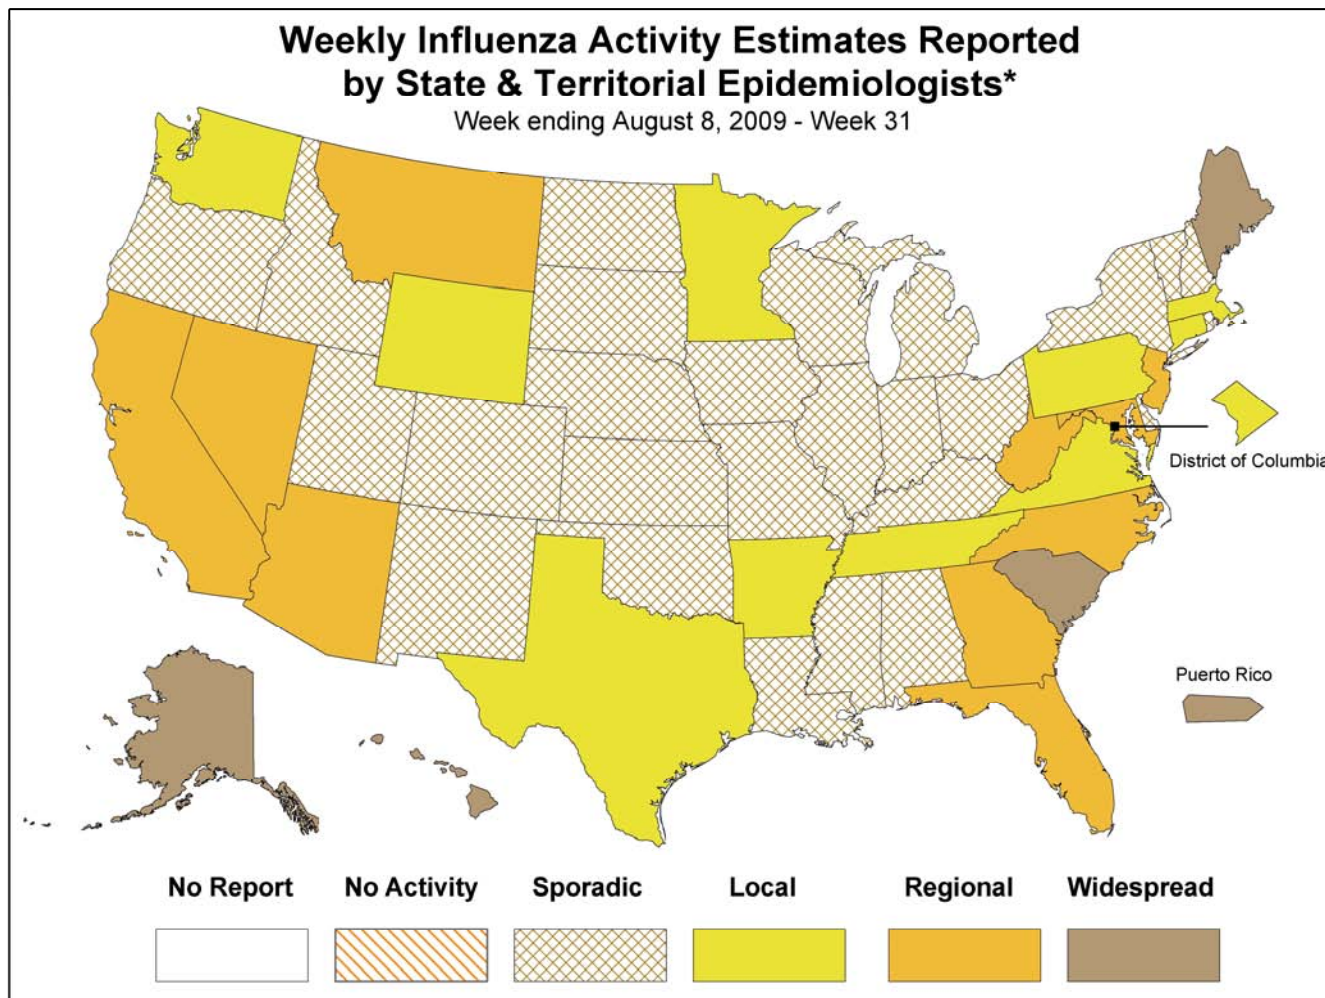 Weekly Influenza Activity Estimates Reported
by State & Territorial Epidemiologists*
Week ending August 8, 2009 - Week 31
District of Columbia
Puerto Rico
No Report No Activity Sporadic Local Regional Widespread